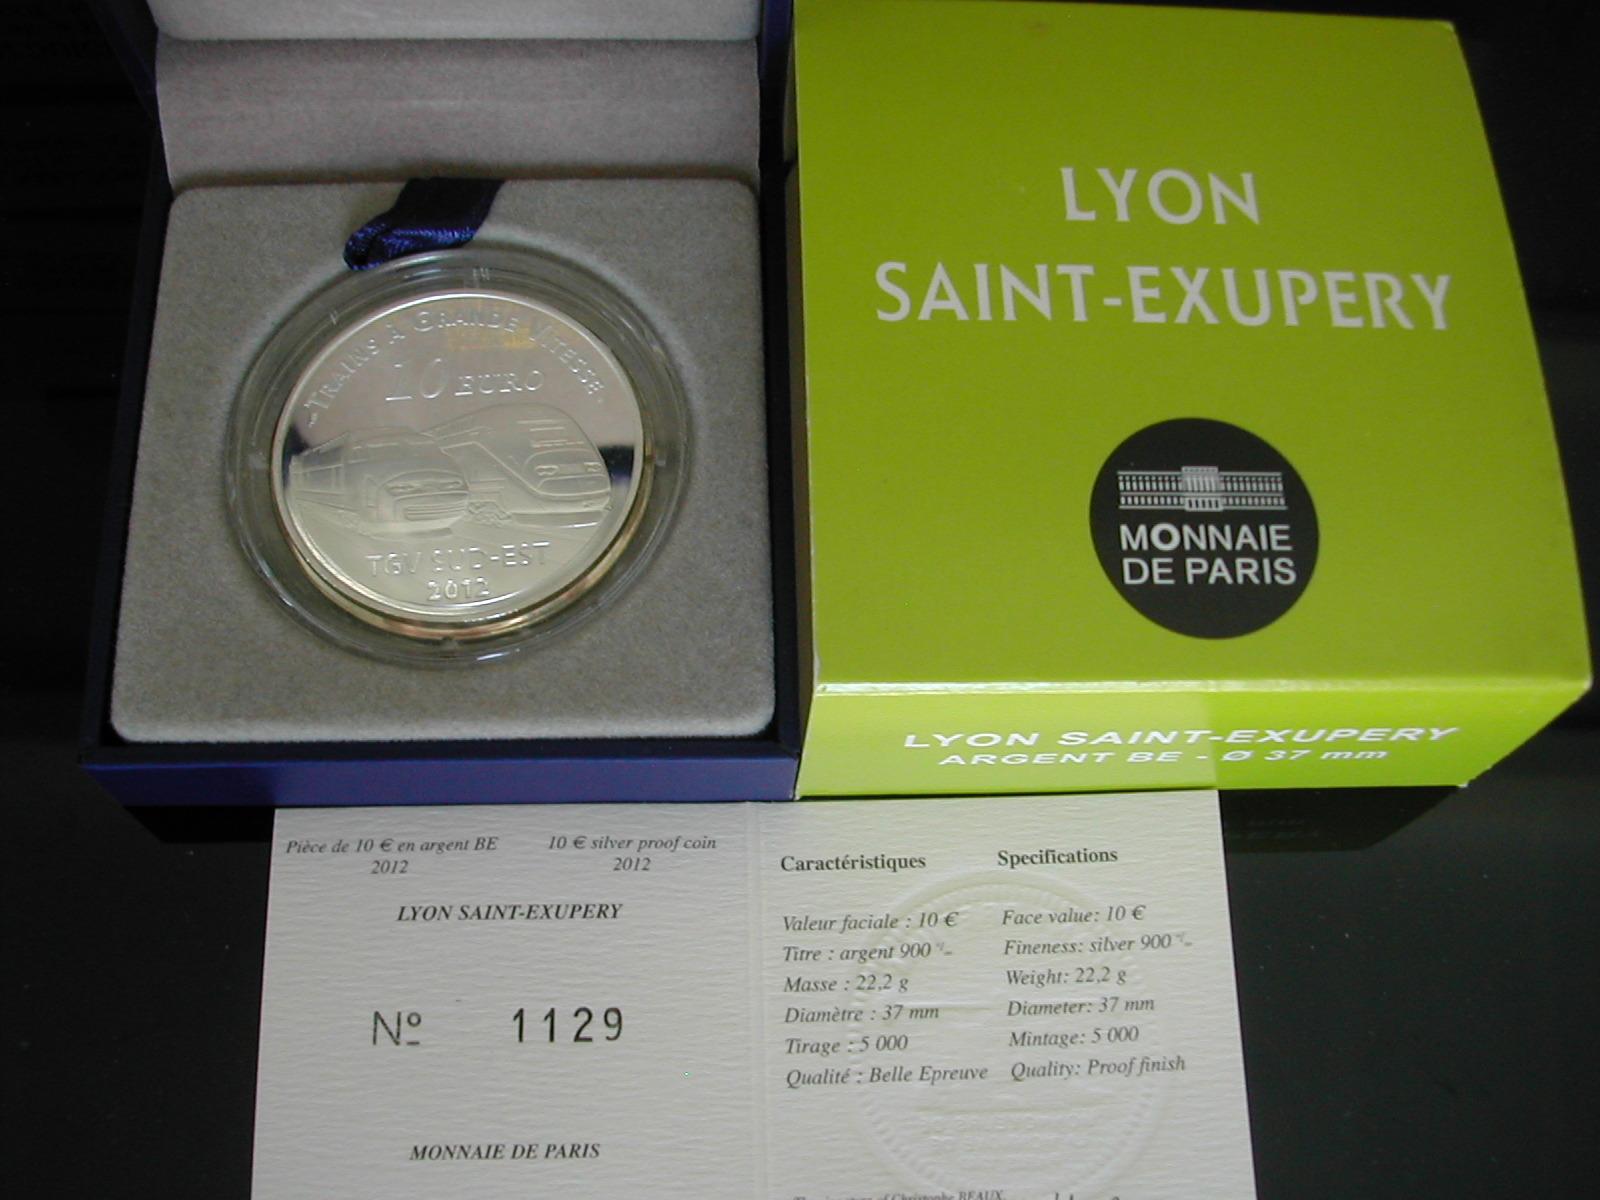 TRAINS À GRANDE VITESSE
10 EURO
TGV SUD-EST
2012
LYON
SAINT-EXUPERY
MONNAIE
DE PARIS
LYON SAINT-EXUPERY
ARGENT BE - Ø 37 mm
Pièce de 10 € en argent BE
2012
10 € silver proof coin
2012
LYON SAINT-EXUPERY
Nº 1129
MONNAIE DE PARIS
Caractéristiques
Valeur faciale : 10 €
Titre : argent 900 ‰
Masse : 22,2 g
Diamètre : 37 mm
Tirage : 5 000
Qualité : Belle Epreuve
Specifications
Face value: 10 €
Fineness: silver 900 ‰
Weight: 22,2 g
Diameter: 37 mm
Mintage: 5 000
Quality: Proof finish
of Christophe BEAUX,